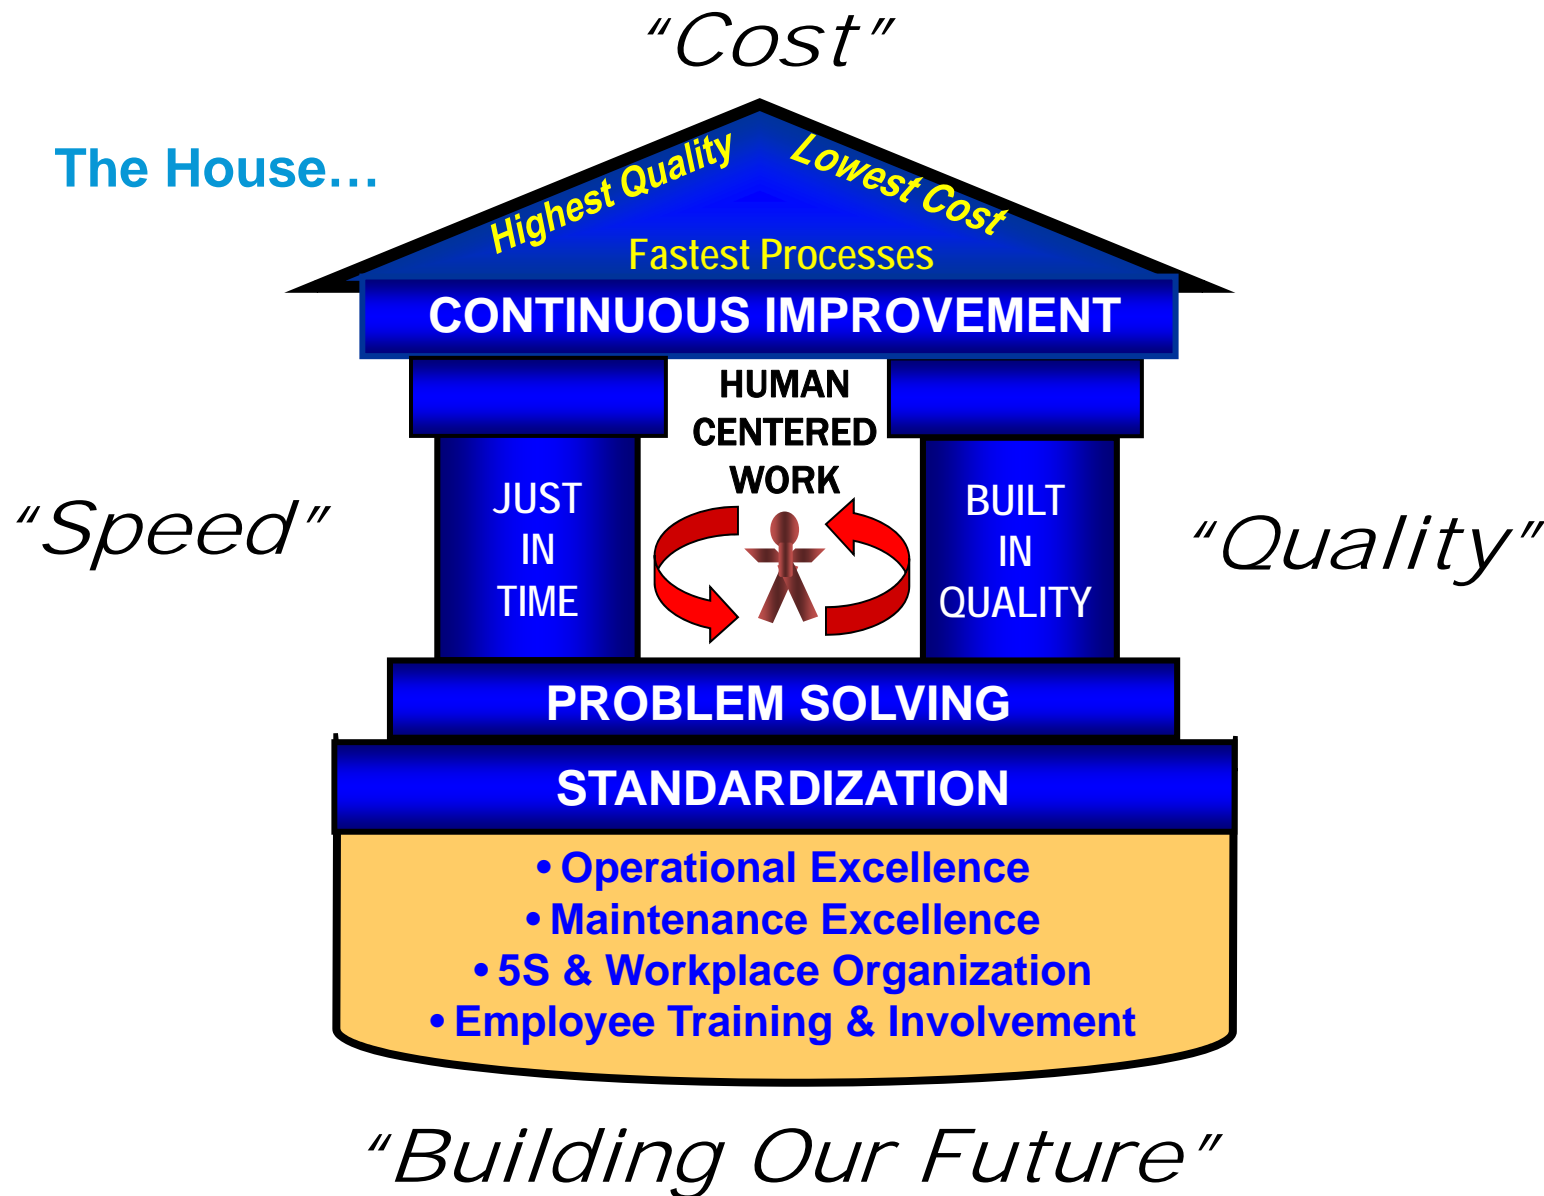 “Cost”
The House…
Highest Quality
Lowest Cost
Fastest Processes
CONTINUOUS IMPROVEMENT
HUMAN
CENTERED
WORK
“Speed”
JUST
IN
TIME
BUILT
IN
QUALITY
“Quality”
PROBLEM SOLVING
STANDARDIZATION
• Operational Excellence
• Maintenance Excellence
• 5S & Workplace Organization
• Employee Training & Involvement
“Building Our Future”